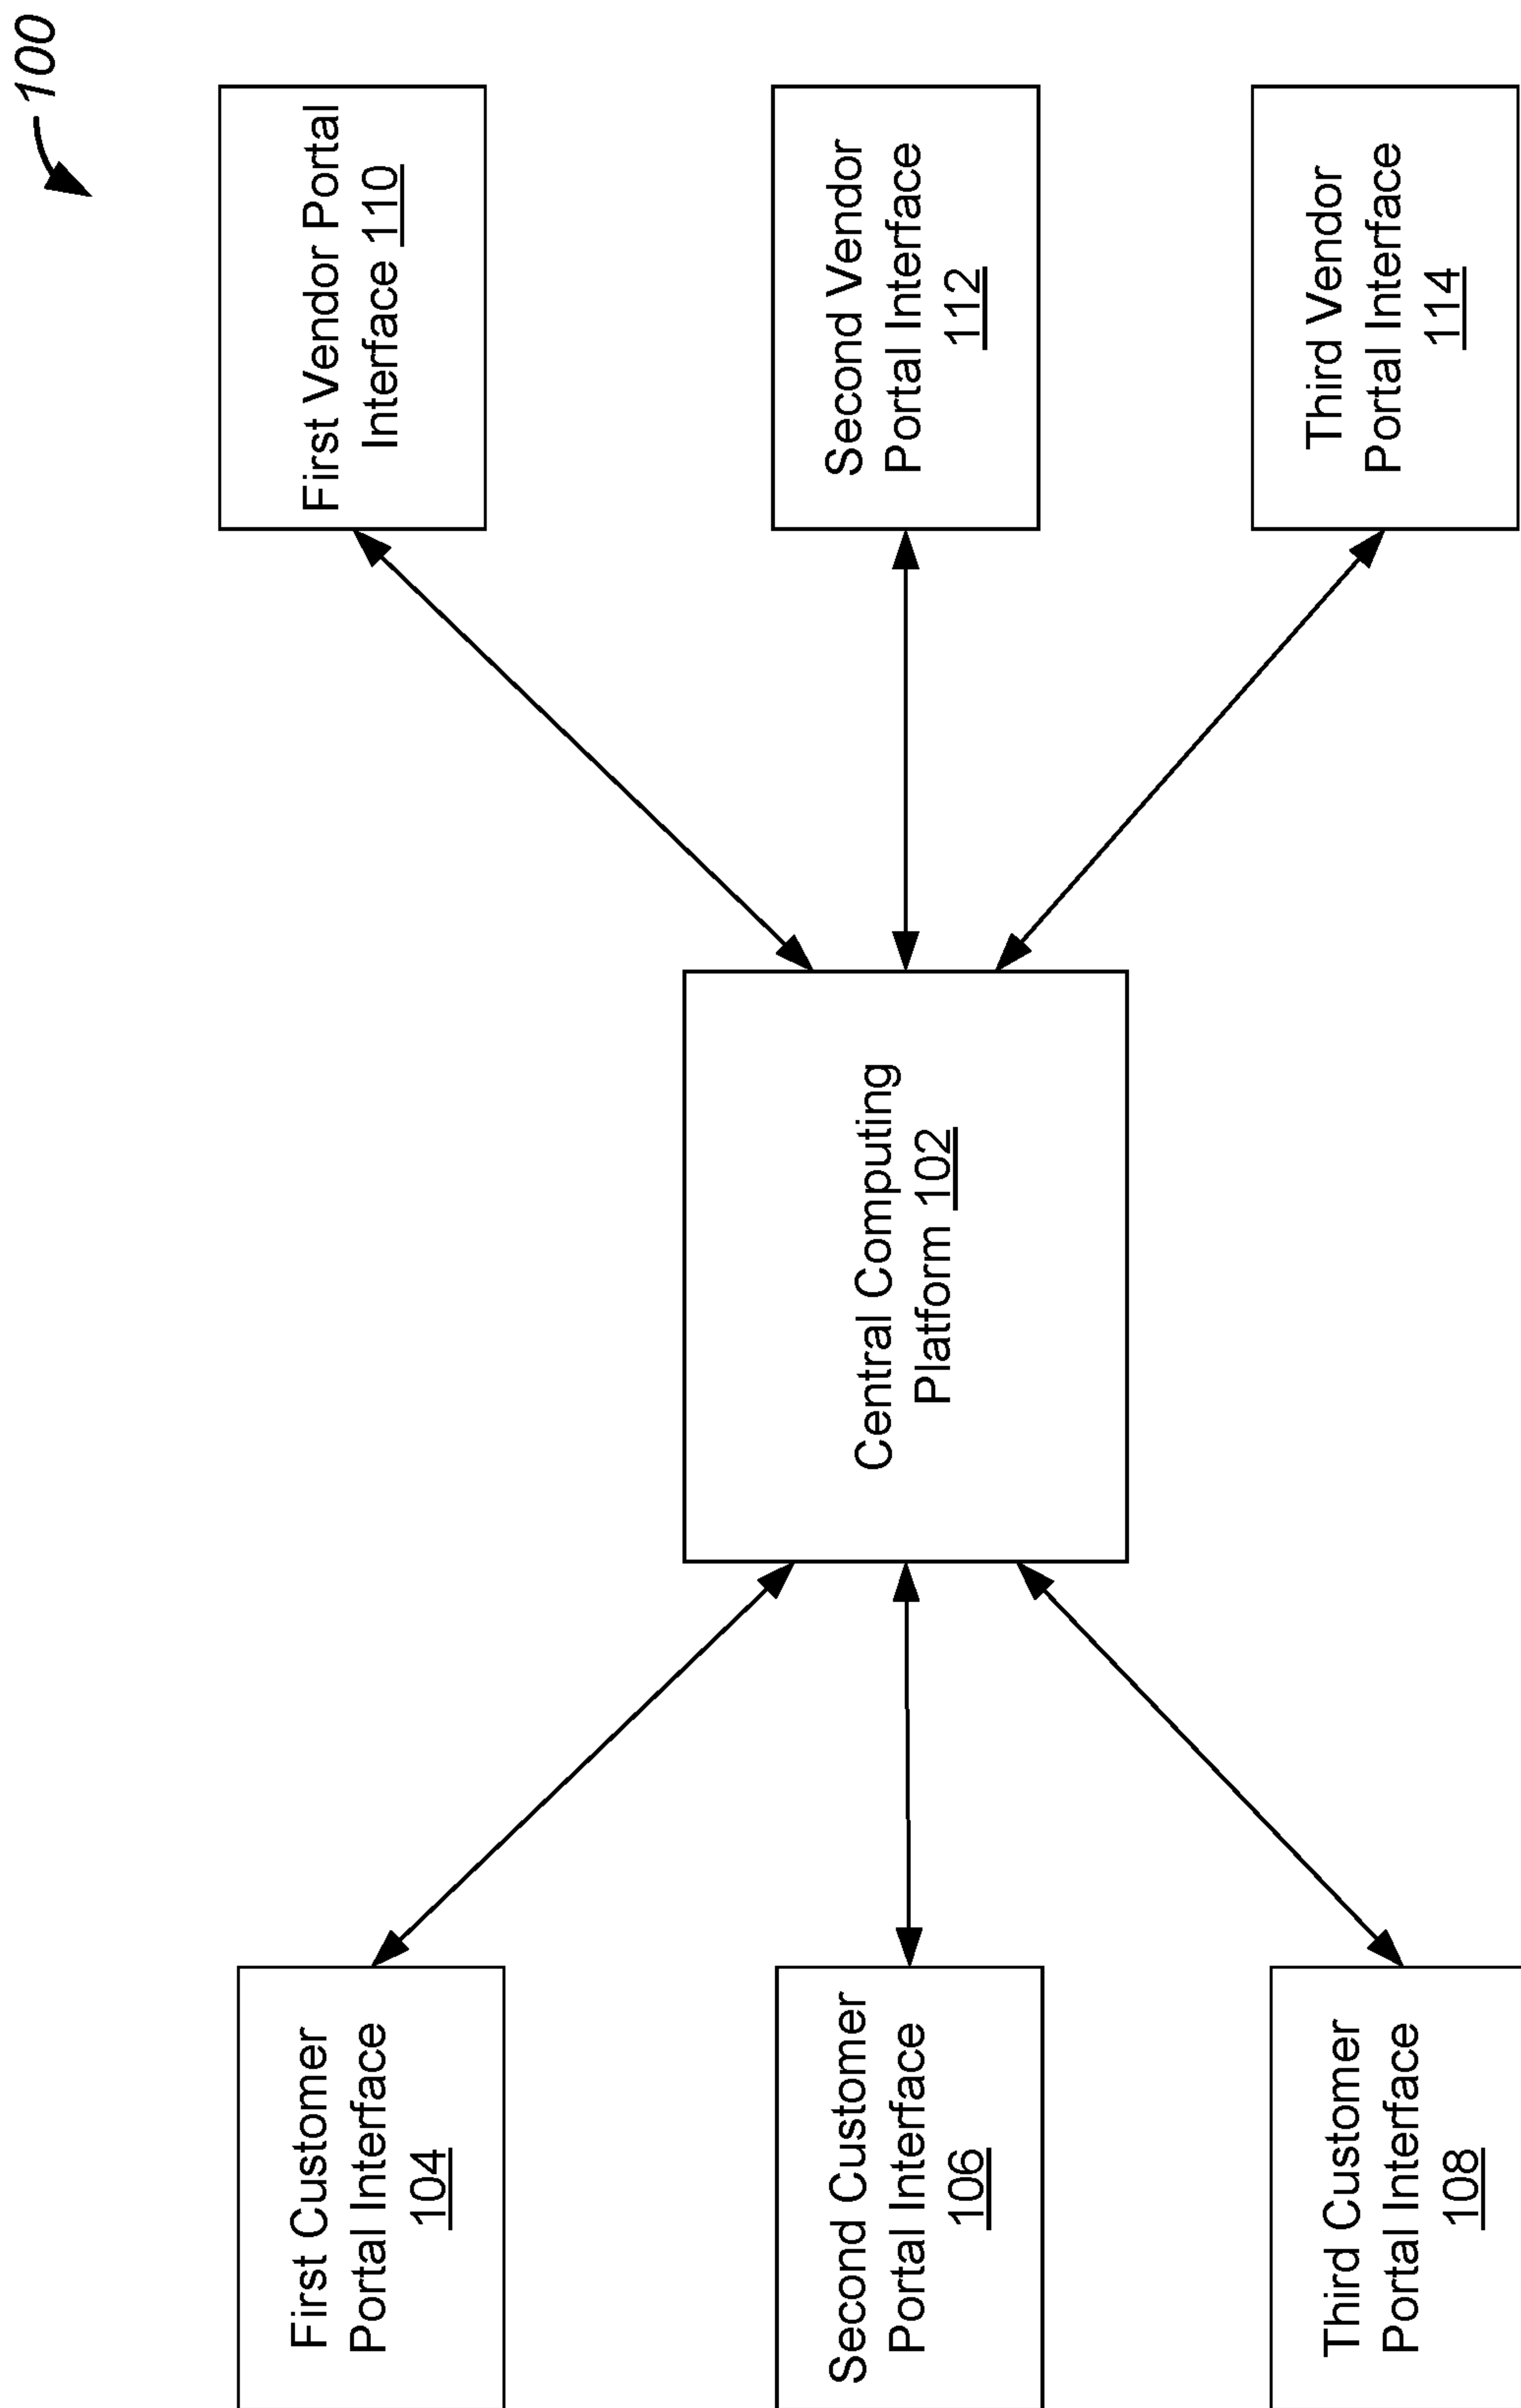 100
First Customer
Portal Interface
104
Second Customer
Portal Interface
106
Third Customer
Portal Interface
108
Central Computing
Platform 102
First Vendor Portal
Interface 110
Second Vendor
Portal Interface
112
Third Vendor
Portal Interface
114